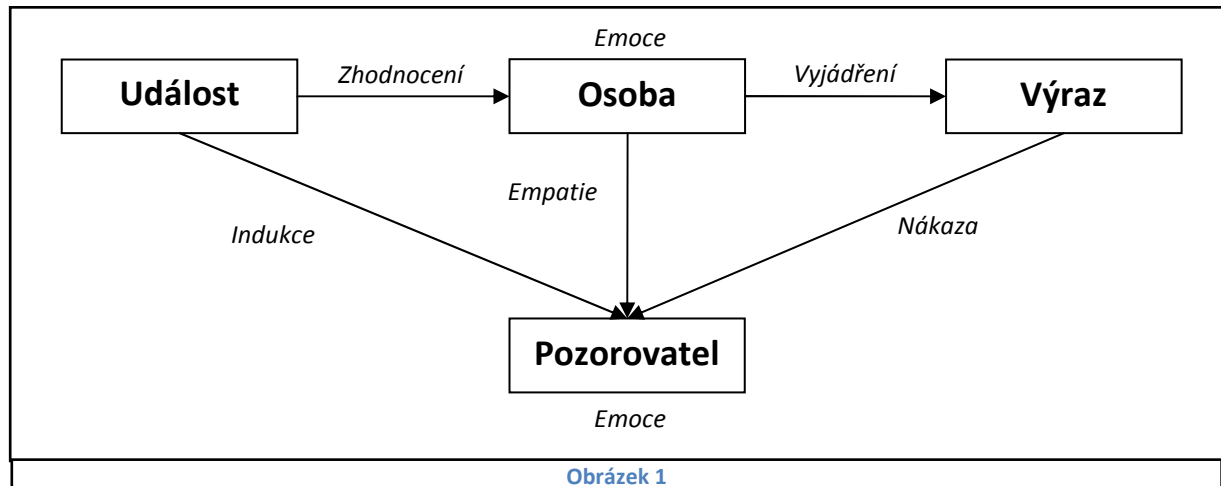 Emoce
Zhodnocení
Vyjádření
Událost
Osoba
Výraz
Empatie
Indukce
Nákaza
Pozorovatel
Emoce
Obrázek 1